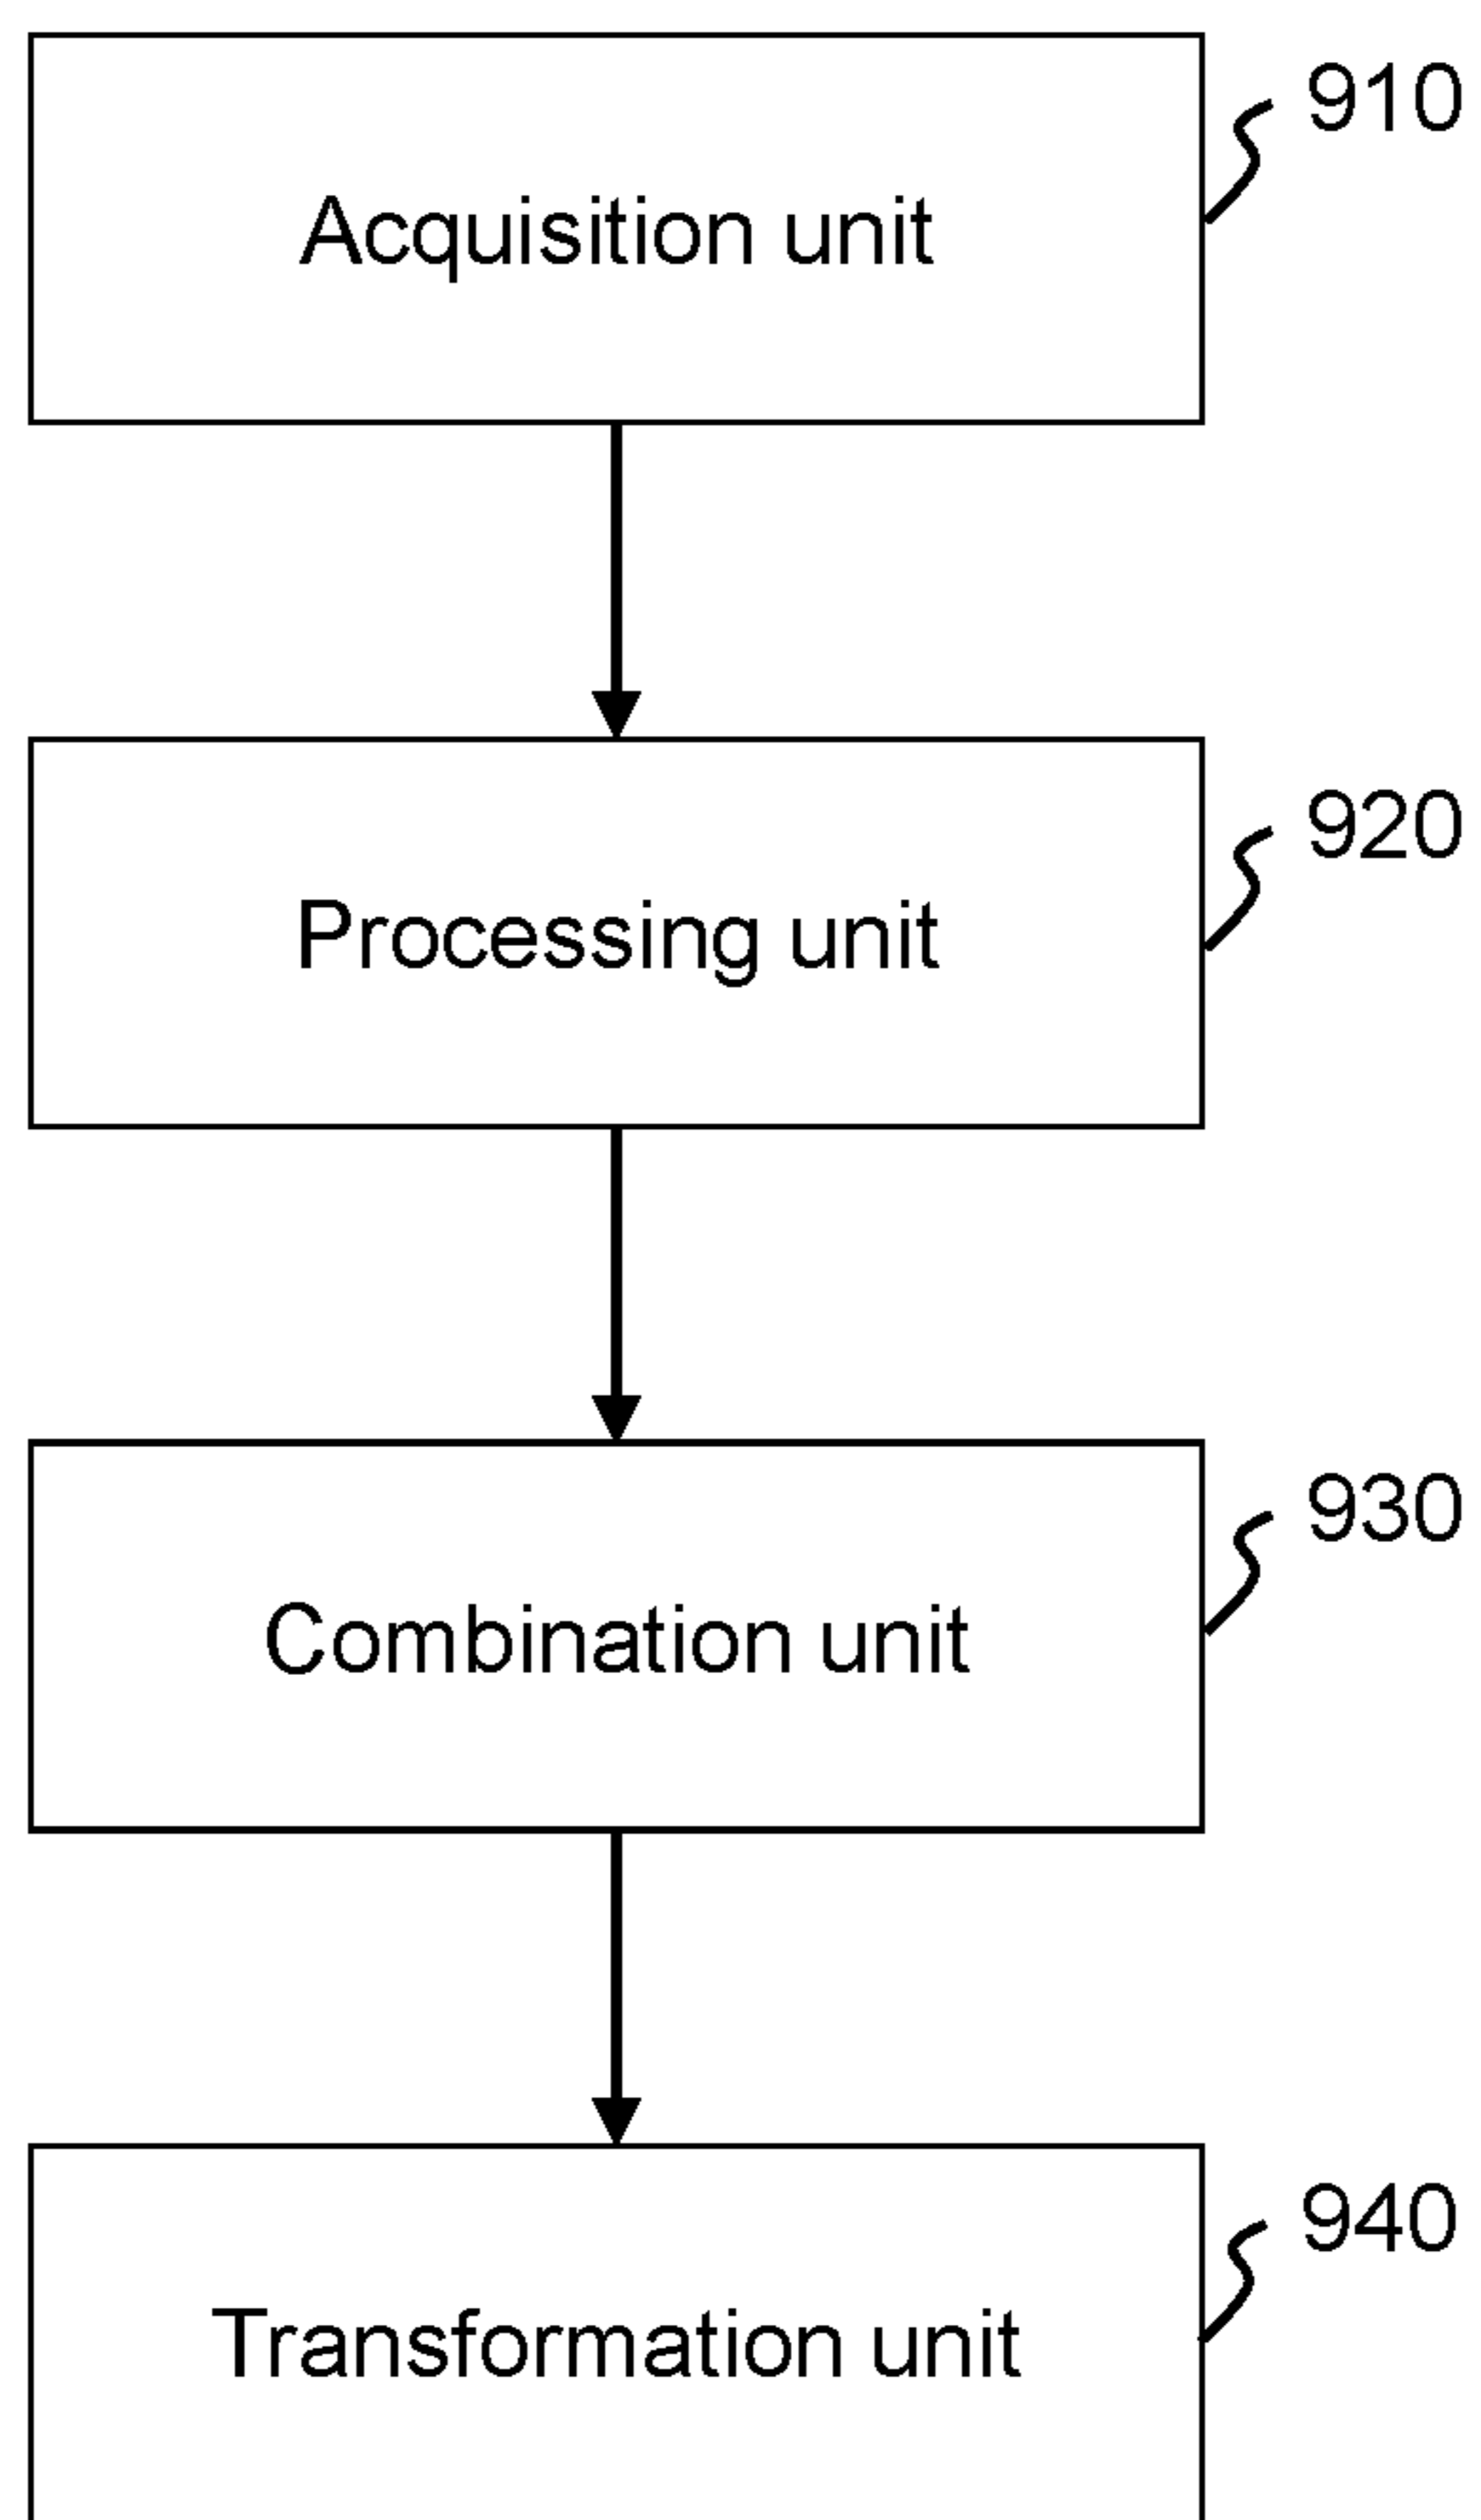 910
Acquisition unit
920
Processing unit
930
Combination unit
940
Transformation unit